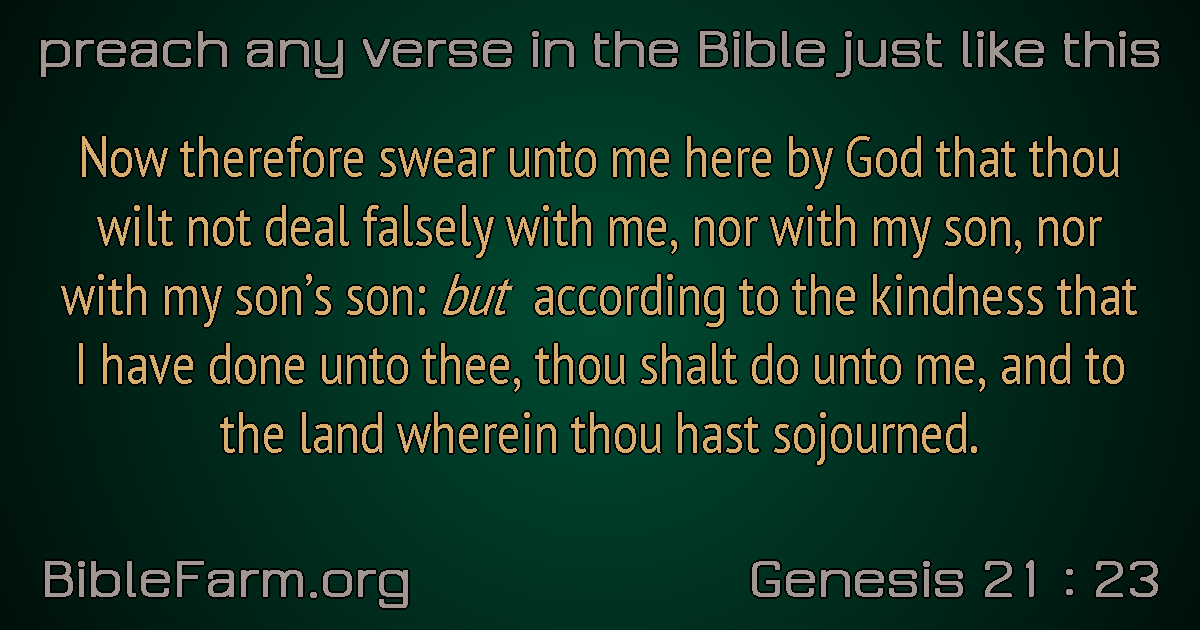 preach any verse in the Bible just like this
Now therefore swear unto me here by God that thou
wilt not deal falsely with me, nor with my son, nor
with my son’s son: but according to the kindness that
I have done unto thee, thou shalt do unto me, and to
the land wherein thou hast sojourned.
BibleFarm.org
Genesis 21 : 23